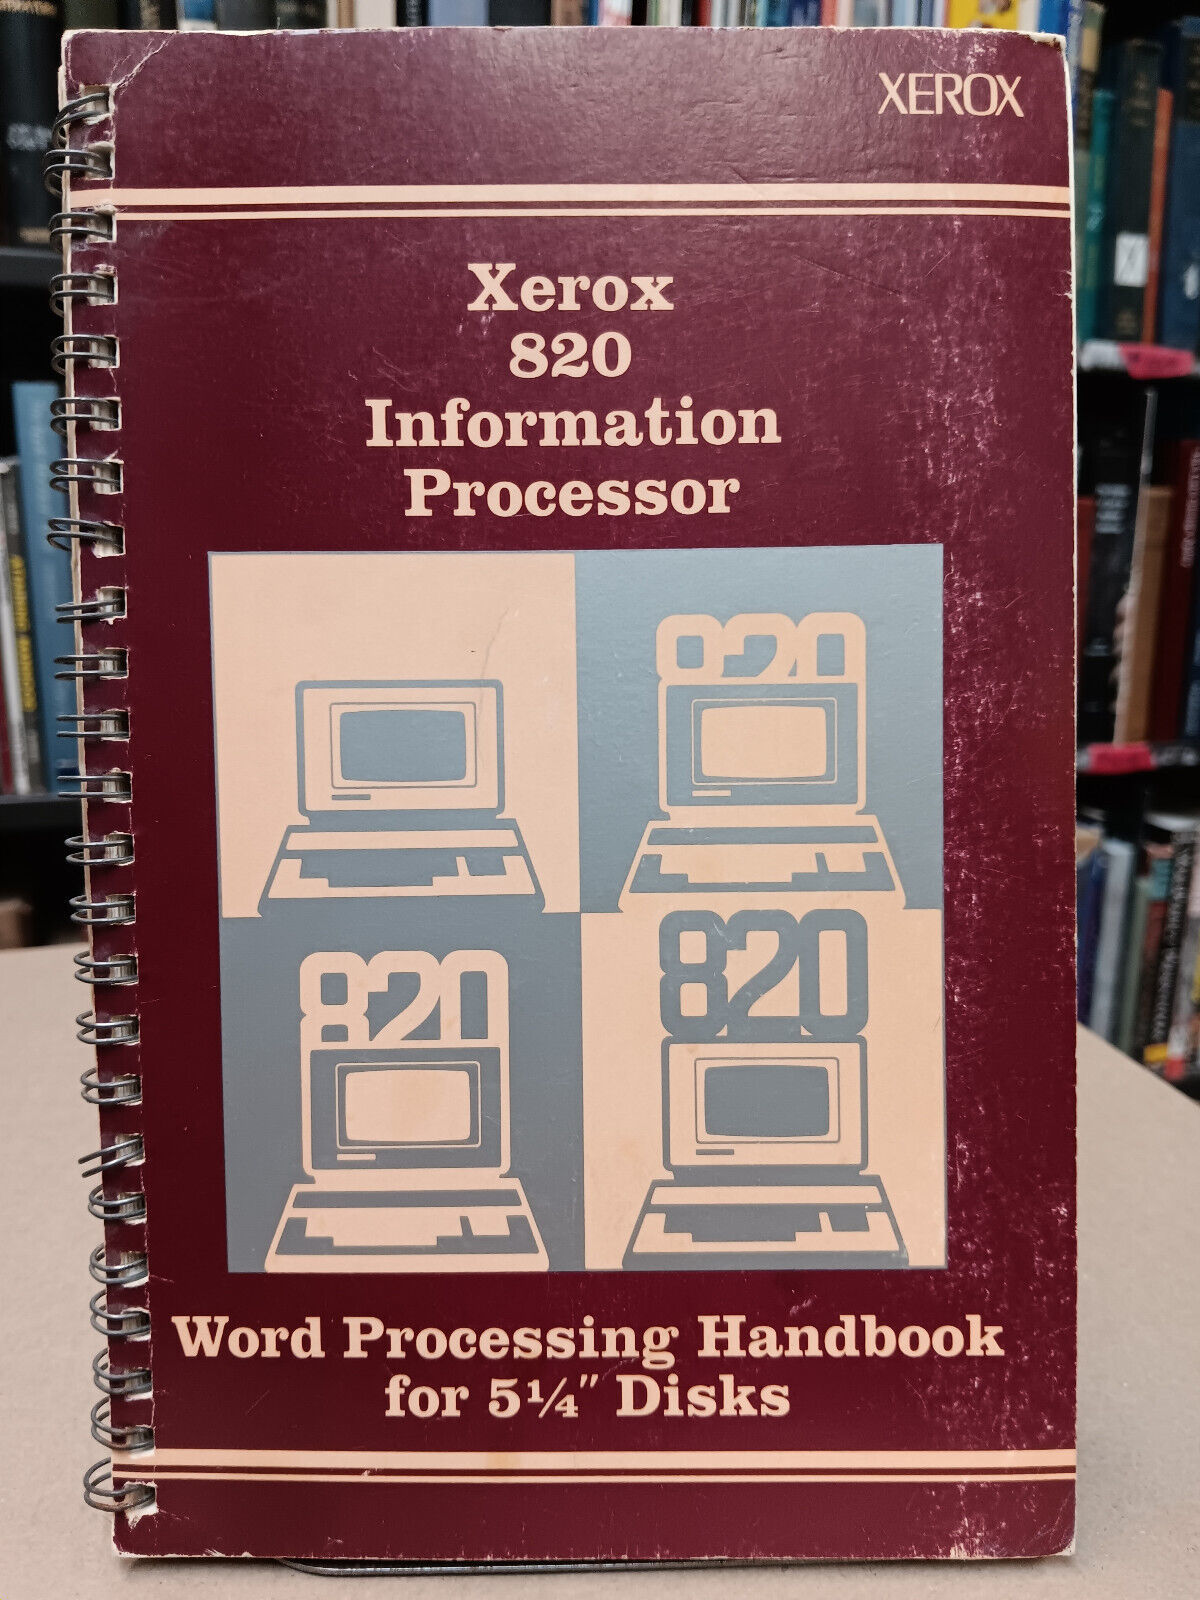 XEROX
Xerox
820
Information
Processor
820
820
820
Word Processing Handbook
for 5¼" Disks